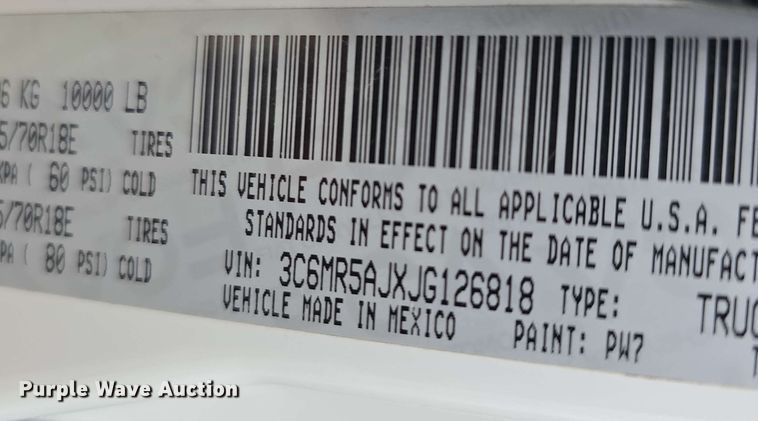 6 KG 10000 LB
5/70R18E TIRES
KPA ( 60 PSI) COLD
5/70R18E TIRES
PA ( 80 PSI) COLD
THIS VEHICLE CONFORMS TO ALL APPLICABLE U.S.A. FE
STANDARDS IN EFFECT ON THE DATE OF MANUFACT
VIN: 3C6MR5AJXJG126818 TYPE: TRUC
VEHICLE MADE IN MEXICO PAINT: PW7
Purple Wave Auction